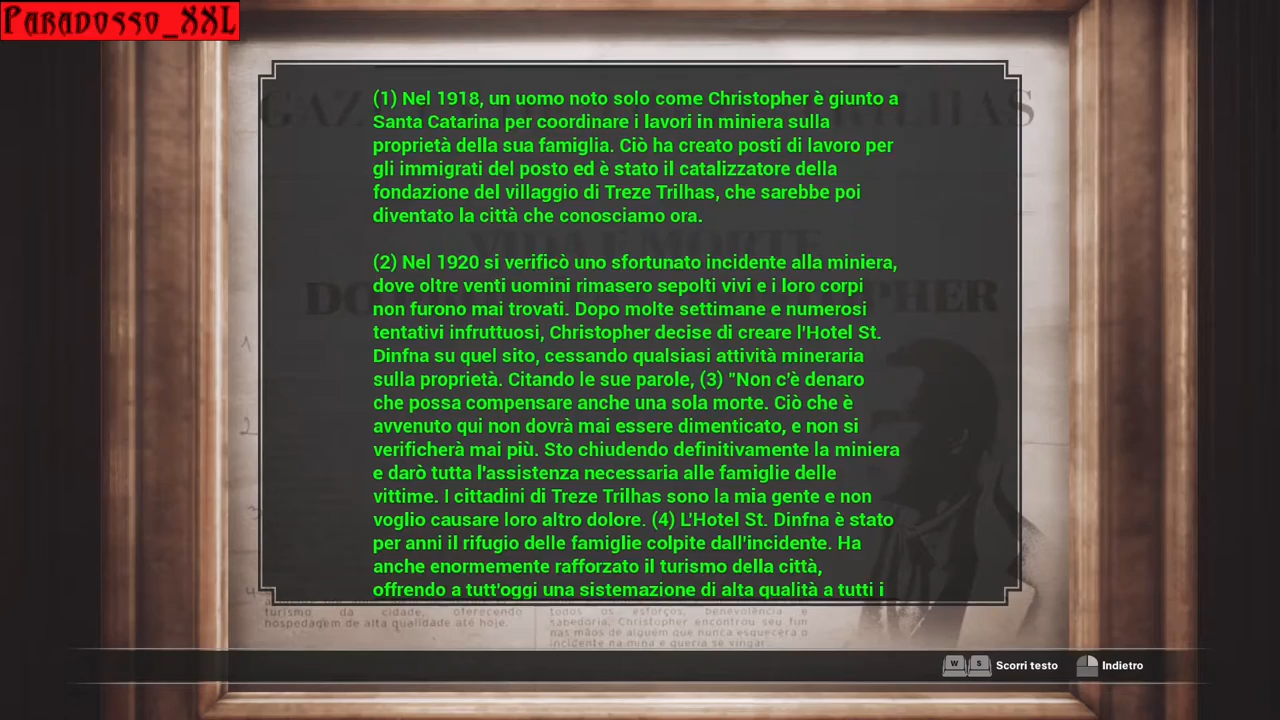 Paradosso_XXL
(1) Nel 1918, un uomo noto solo come Christopher è giunto a
Santa Catarina per coordinare i lavori in miniera sulla
proprietà della sua famiglia. Ciò ha creato posti di lavoro per
gli immigrati del posto ed è stato il catalizzatore della
fondazione del villaggio di Treze Trilhas, che sarebbe poi
diventato la città che conosciamo ora.
(2) Nel 1920 si verificò uno sfortunato incidente alla miniera,
dove oltre venti uomini rimasero sepolti vivi e i loro corpi
non furono mai trovati. Dopo molte settimane e numerosi
tentativi infruttuosi, Christopher decise di creare l'Hotel St.
Dinfna su quel sito, cessando qualsiasi attività mineraria
sulla proprietà. Citando le sue parole, (3) "Non c'è denaro
che possa compensare anche una sola morte. Ciò che è
avvenuto qui non dovrà mai essere dimenticato, e non si
verificherà mai più. Sto chiudendo definitivamente la miniera
e darò tutta l'assistenza necessaria alle famiglie delle
vittime. I cittadini di Treze Trilhas sono la mia gente e non
voglio causare loro altro dolore. (4) L'Hotel St. Dinfna è stato
per anni il rifugio delle famiglie colpite dall'incidente. Ha
anche enormemente rafforzato il turismo della città,
offrendo a tutt'oggi una sistemazione di alta qualità a tutti i
VIDA E MORTE
turismo da cidade, oferecendo
hospedagem de alta qualidade até hoje.
todos os esforços, benevolência e
sabedoria, Christopher encontrou seu fim
nas mãos de alguém que nunca esqueceu o
incidente na mina e queria se vingar.
W S Scorri testo Indietro